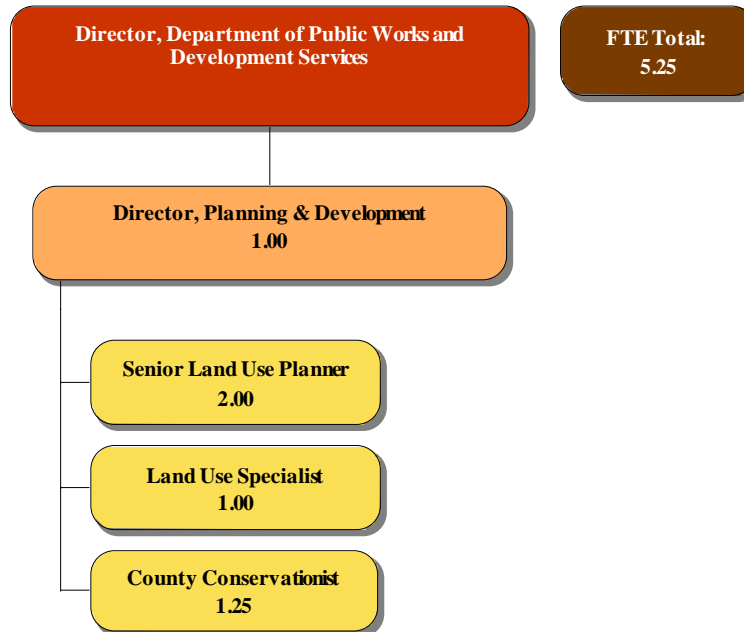 Director, Department of Public Works and
Development Services
FTE Total:
5.25
Director, Planning & Development
1.00
Senior Land Use Planner
2.00
Land Use Specialist
1.00
County Conservationist
1.25